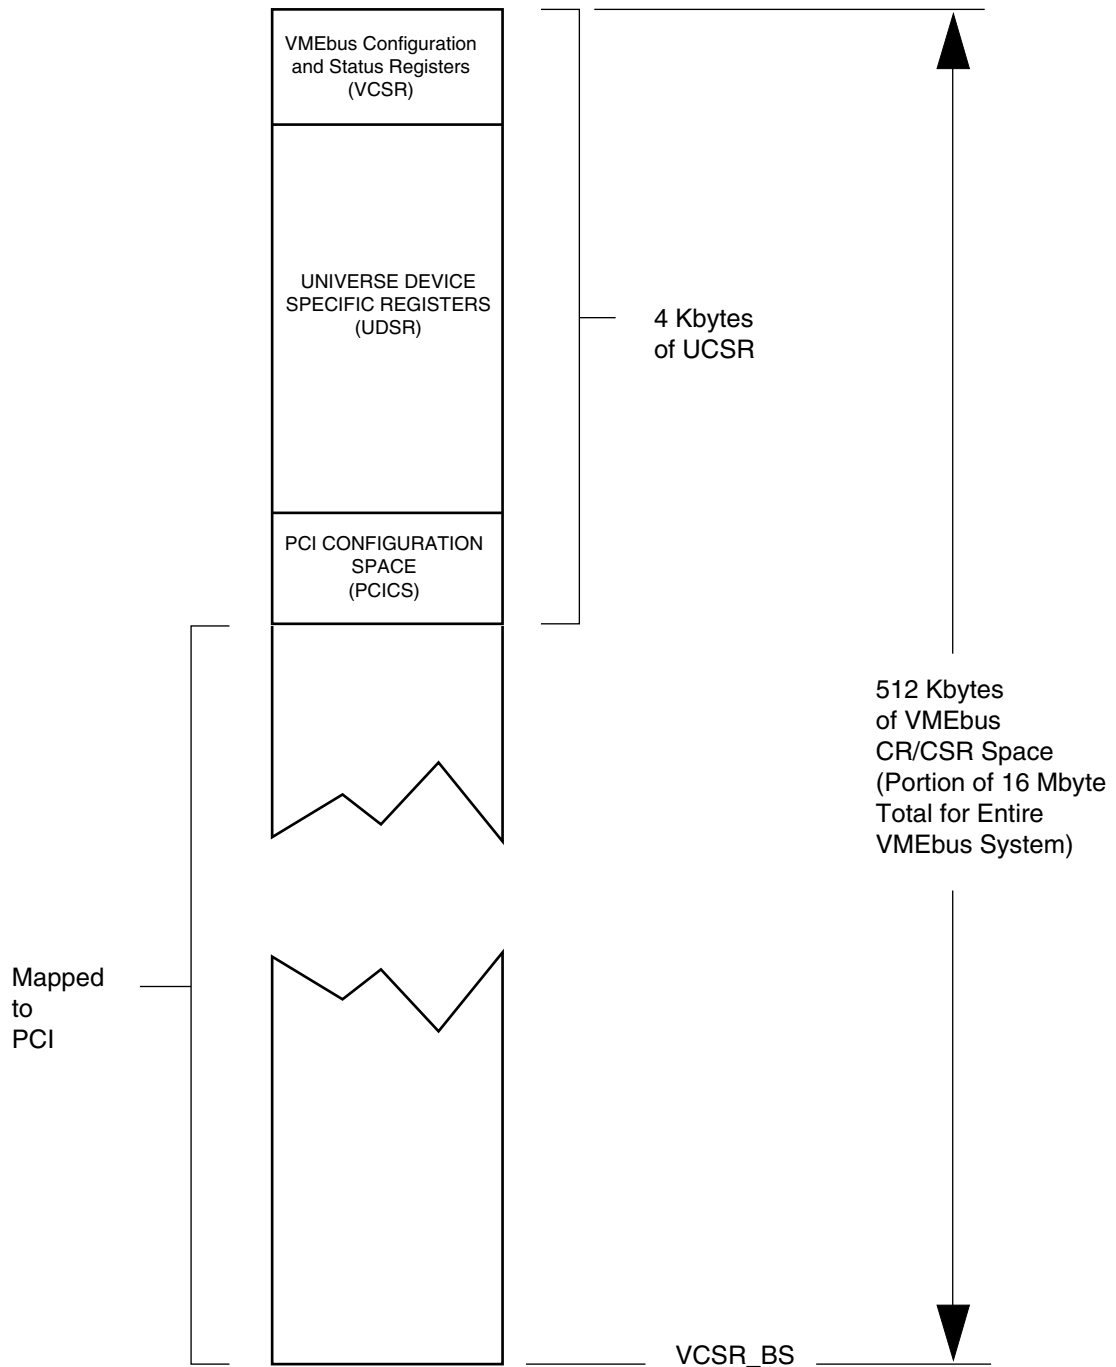 VMEbus Configuration
and Status Registers
(VCSR)
UNIVERSE DEVICE
SPECIFIC REGISTERS
(UDSR)
4 Kbytes
of UCSR
PCI CONFIGURATION
SPACE
(PCICS)
512 Kbytes
of VMEbus
CR/CSR Space
(Portion of 16 Mbyte
Total for Entire
VMEbus System)
Mapped
to
PCI
VCSR_BS